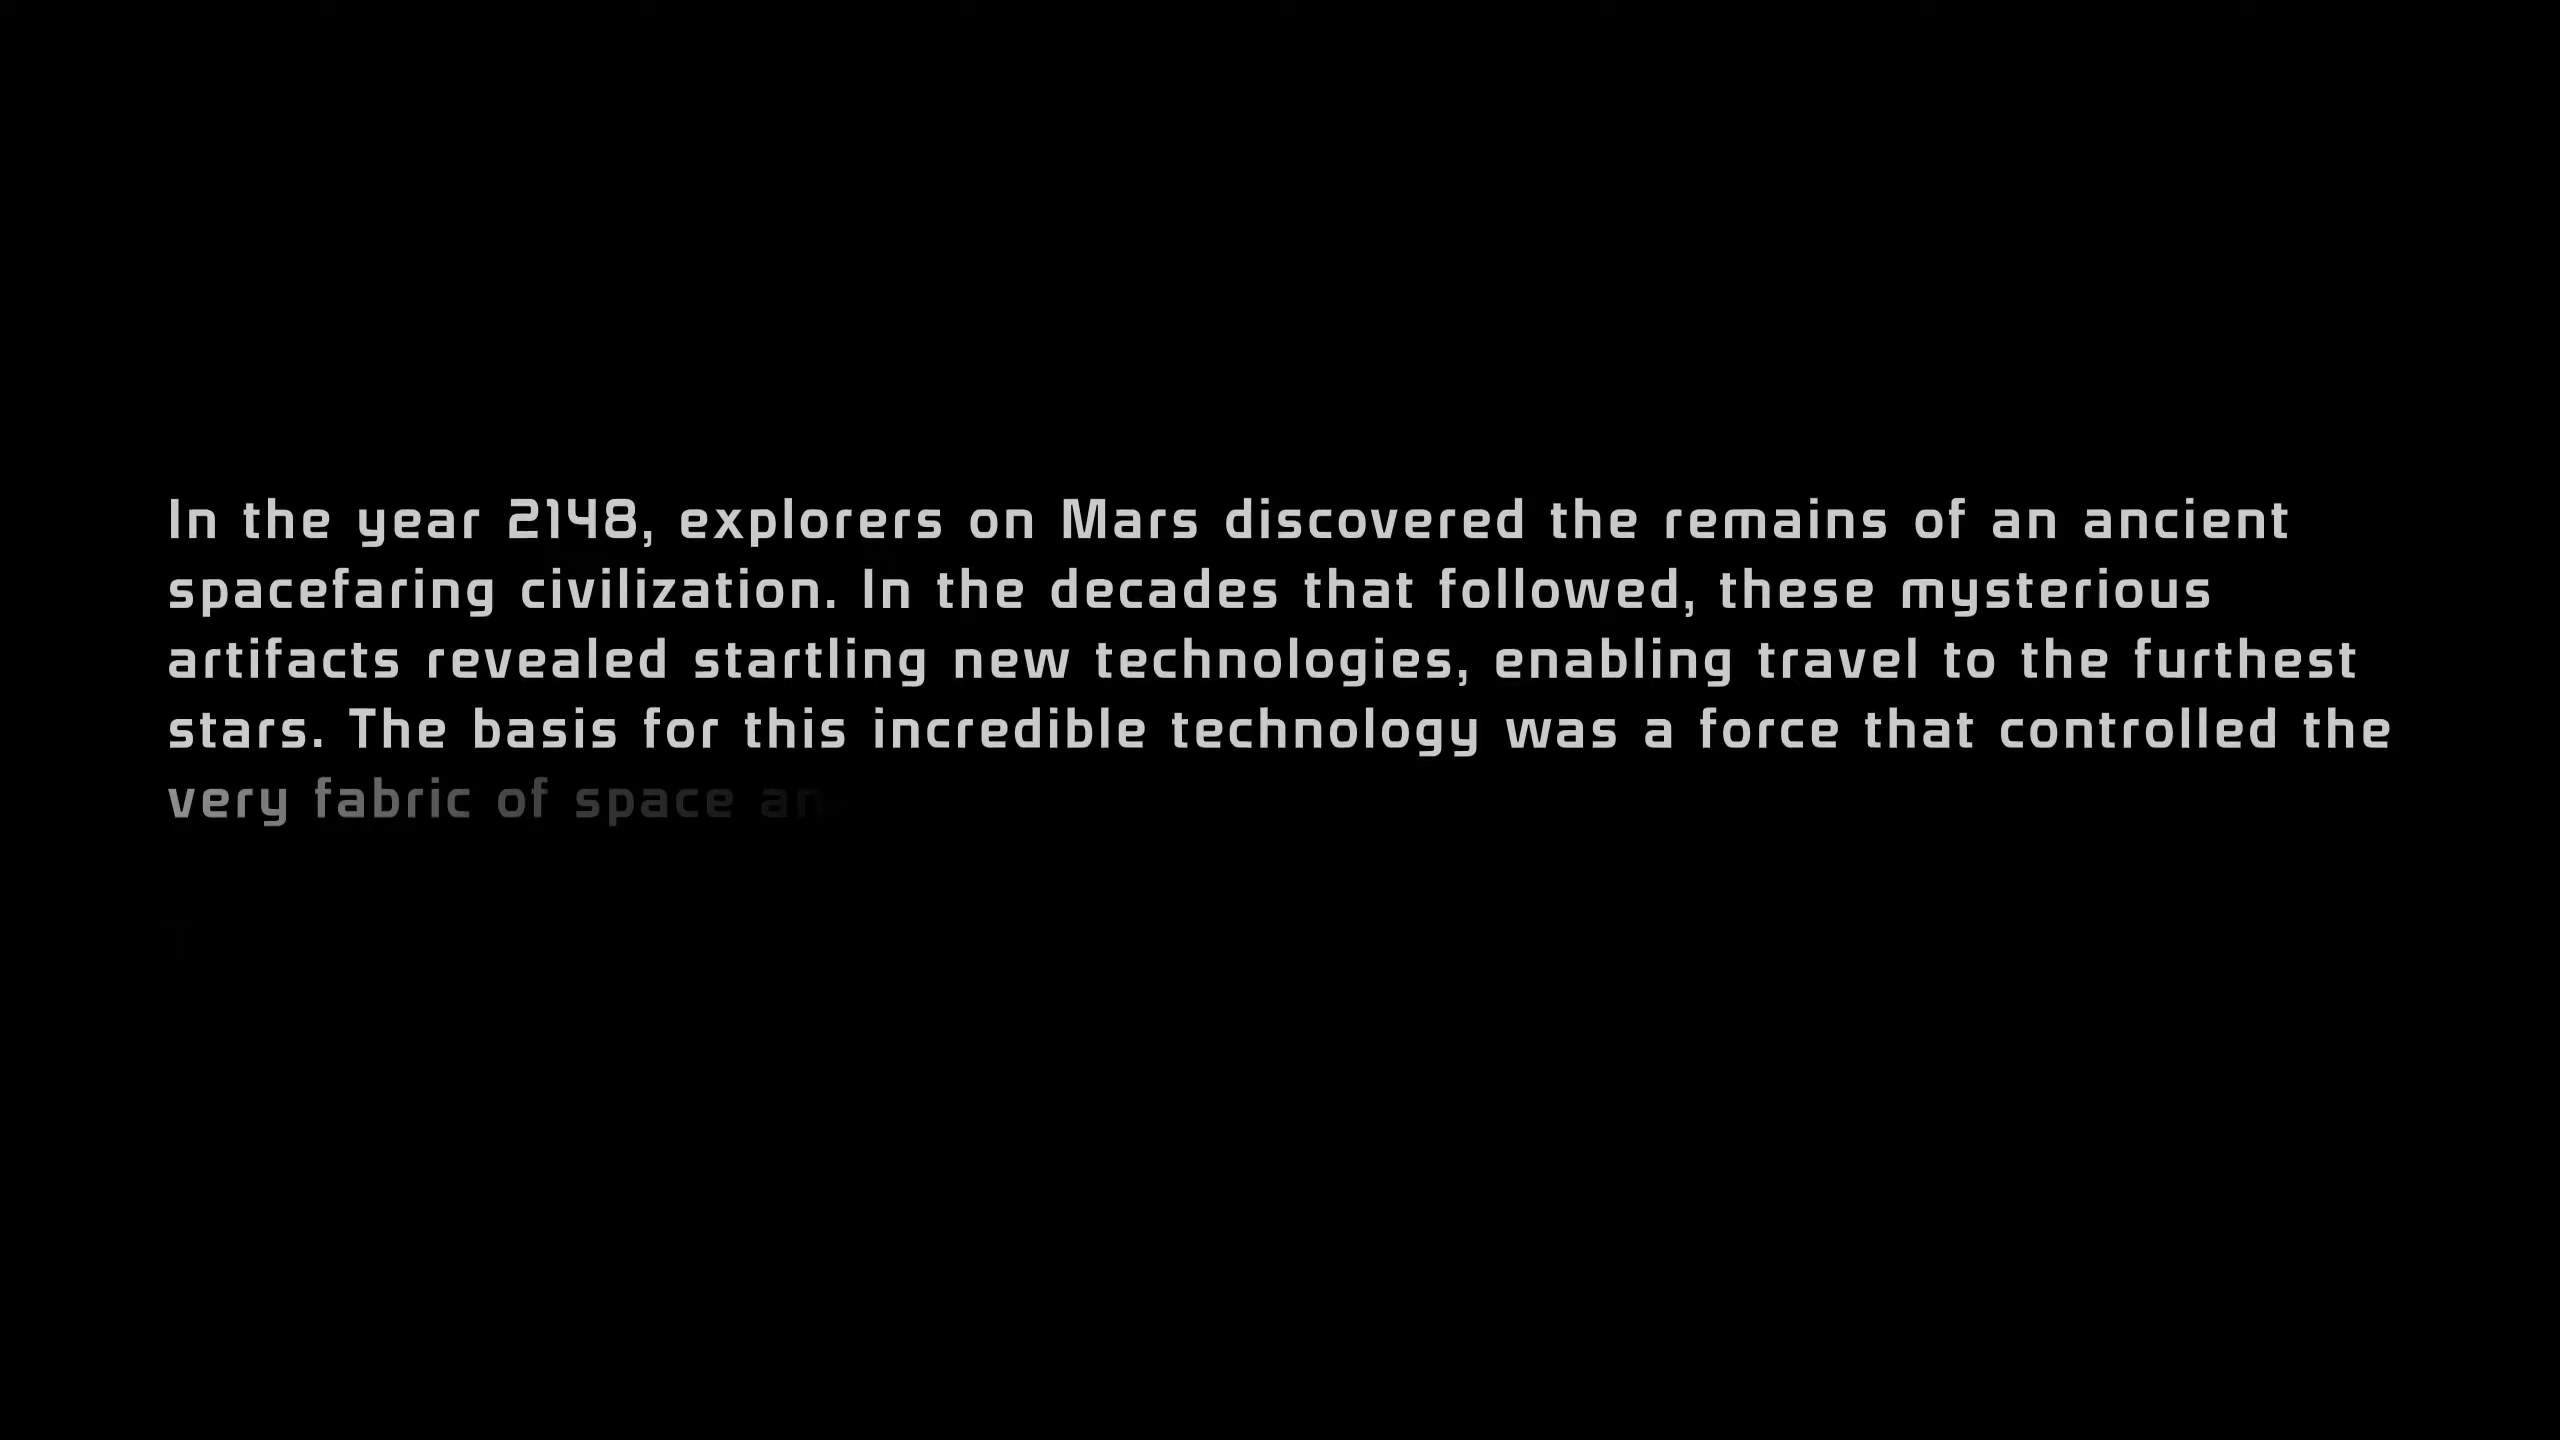 In the year 2148, explorers on Mars discovered the remains of an ancient
spacefaring civilization. In the decades that followed, these mysterious
artifacts revealed startling new technologies, enabling travel to the furthest
stars. The basis for this incredible technology was a force that controlled the
very fabric of space an